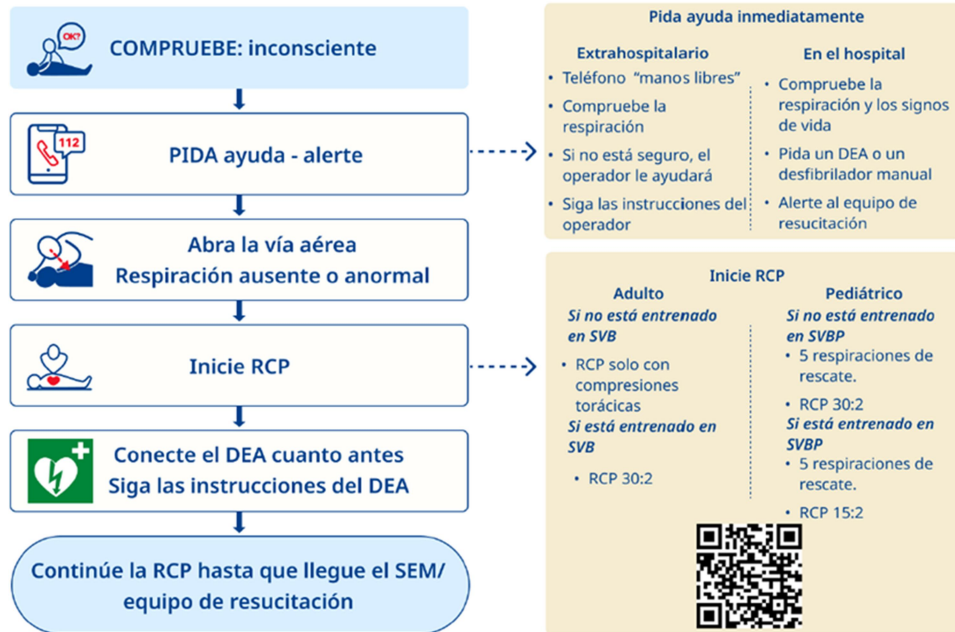 OK?
COMPRUEBE: inconsciente
112
PIDA ayuda - alerte
Abra la vía aérea
Respiración ausente o anormal
Inicie RCP
Conecte el DEA cuanto antes
Siga las instrucciones del DEA
Continúe la RCP hasta que llegue el SEM/
equipo de resucitación
Pida ayuda inmediatamente
Extrahospitalario
• Teléfono “manos libres”
• Compruebe la
respiración
• Si no está seguro, el
operador le ayudará
• Siga las instrucciones del
operador
En el hospital
• Compruebe la
respiración y los signos
de vida
• Pida un DEA o un
desfibrilador manual
• Alerte al equipo de
resucitación
Inicie RCP
Adulto
Si no está entrenado
en SVB
• RCP solo con
compresiones
torácicas
Si está entrenado en
SVB
• RCP 30:2
Pediátrico
Si no está entrenado
en SVBP
• 5 respiraciones de
rescate.
• RCP 30:2
Si está entrenado en
SVBP
• 5 respiraciones de
rescate.
• RCP 15:2